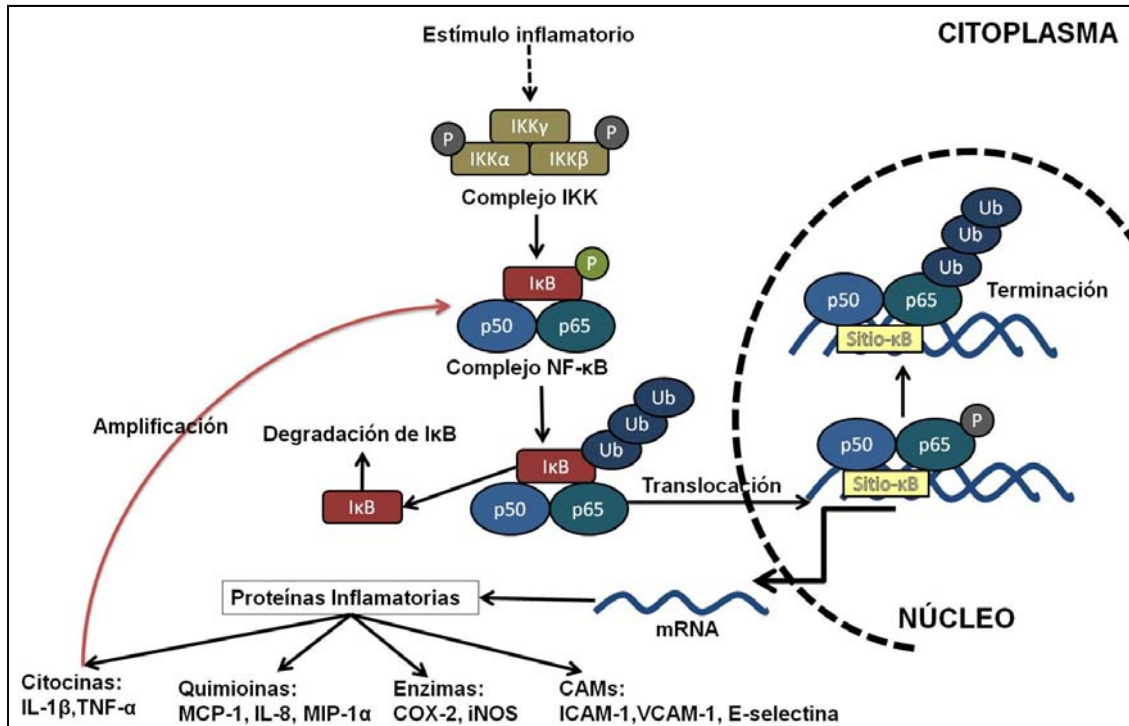 Estímulo inflamatorio
CITOPLASMA
IKKγ
P
P
IKKα
IKKβ
Complejo IKK
P
IκB
p50
p65
Complejo NF-κB
Amplificación
Degradación de IκB
IκB
Ub
Ub
Ub
IκB
p50
p65
Translocación
Ub
Ub
Ub
p50
p65
Terminación
Sitio-κB
P
p50
p65
Sitio-κB
NÚCLEO
mRNA
Proteínas Inflamatorias
Citocinas:
IL-1β,TNF-α
Quimioinas:
MCP-1, IL-8, MIP-1α
Enzimas:
COX-2, iNOS
CAMs:
ICAM-1,VCAM-1, E-selectina